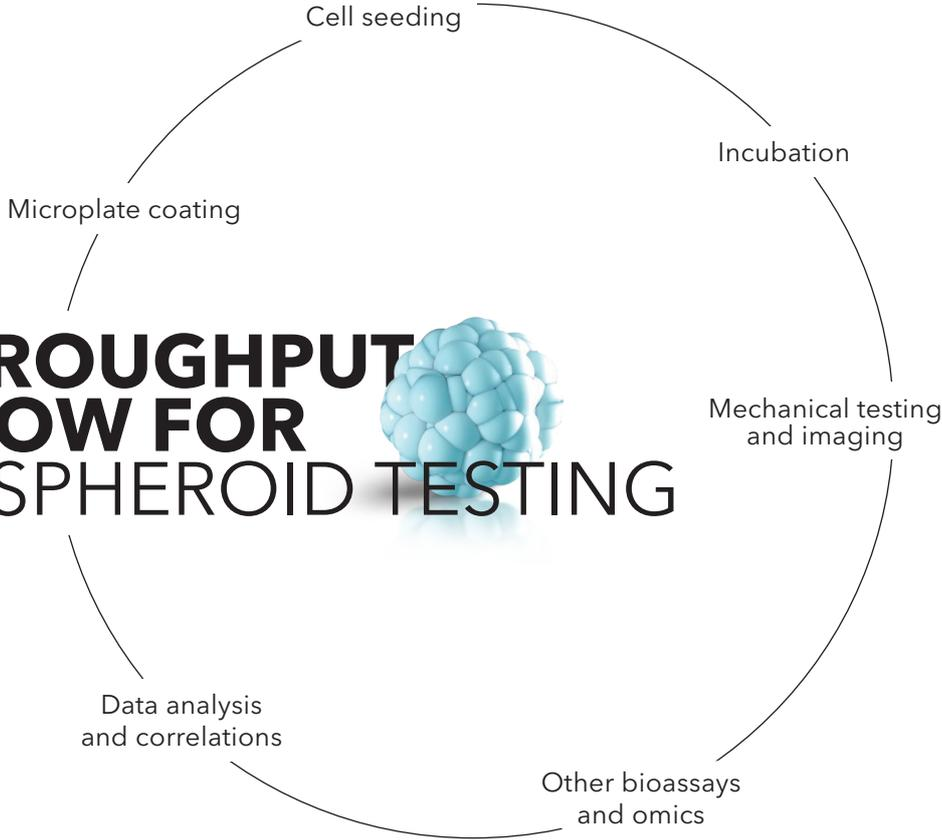 Cell seeding
Incubation
Microplate coating
ROUGHPUT
OW FOR
SPHEROID TESTING
Mechanical testing
and imaging
Data analysis
and correlations
Other bioassays
and omics